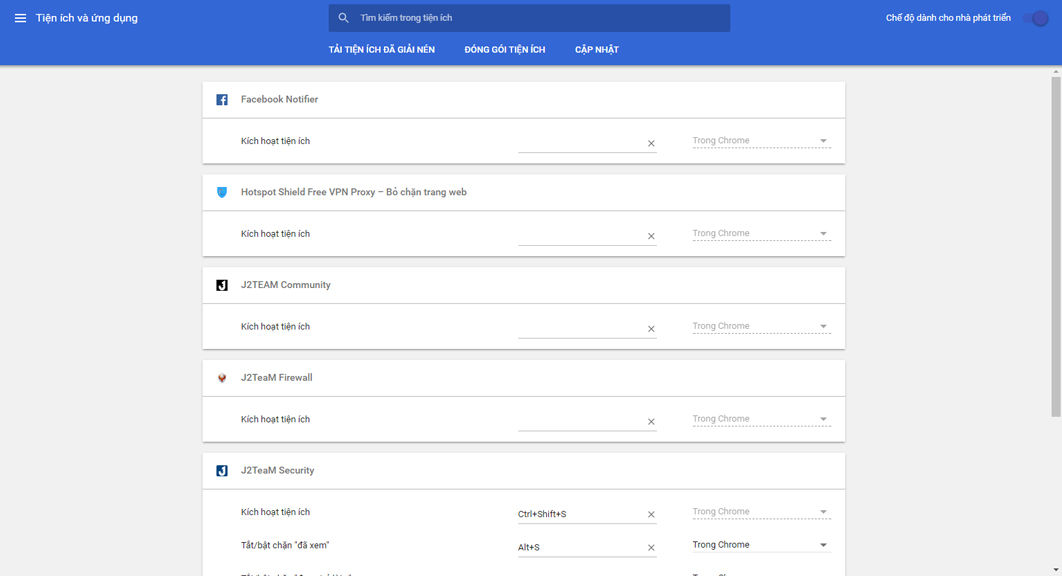 Tiện ích và ứng dụng
Tìm kiếm trong tiện ích
Chế độ dành cho nhà phát triển
TẢI TIỆN ÍCH ĐÃ GIẢI NÉN ĐÓNG GÓI TIỆN ÍCH CẬP NHẬT
Facebook Notifier
Kích hoạt tiện ích Trong Chrome
Hotspot Shield Free VPN Proxy – Bỏ chặn trang web
Kích hoạt tiện ích Trong Chrome
J2TEAM Community
Kích hoạt tiện ích Trong Chrome
J2TeaM Firewall
Kích hoạt tiện ích Trong Chrome
J2TeaM Security
Kích hoạt tiện ích Ctrl+Shift+S Trong Chrome
Tắt/bật chặn "đã xem" Alt+S Trong Chrome